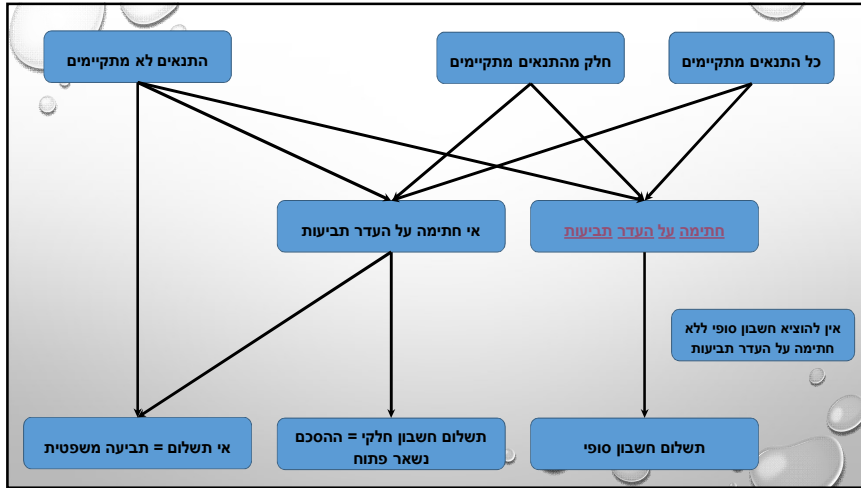 כל התנאים מתקיימים
חלק מהתנאים מתקיימים
התנאים לא מתקיימים
חתימה על העדר תביעות
אי חתימה על העדר תביעות
אין להוציא חשבון סופי ללא
חתימה על העדר תביעות
תשלום חשבון סופי
תשלום חשבון חלקי = ההסכם
נשאר פתוח
אי תשלום = תביעה משפטית